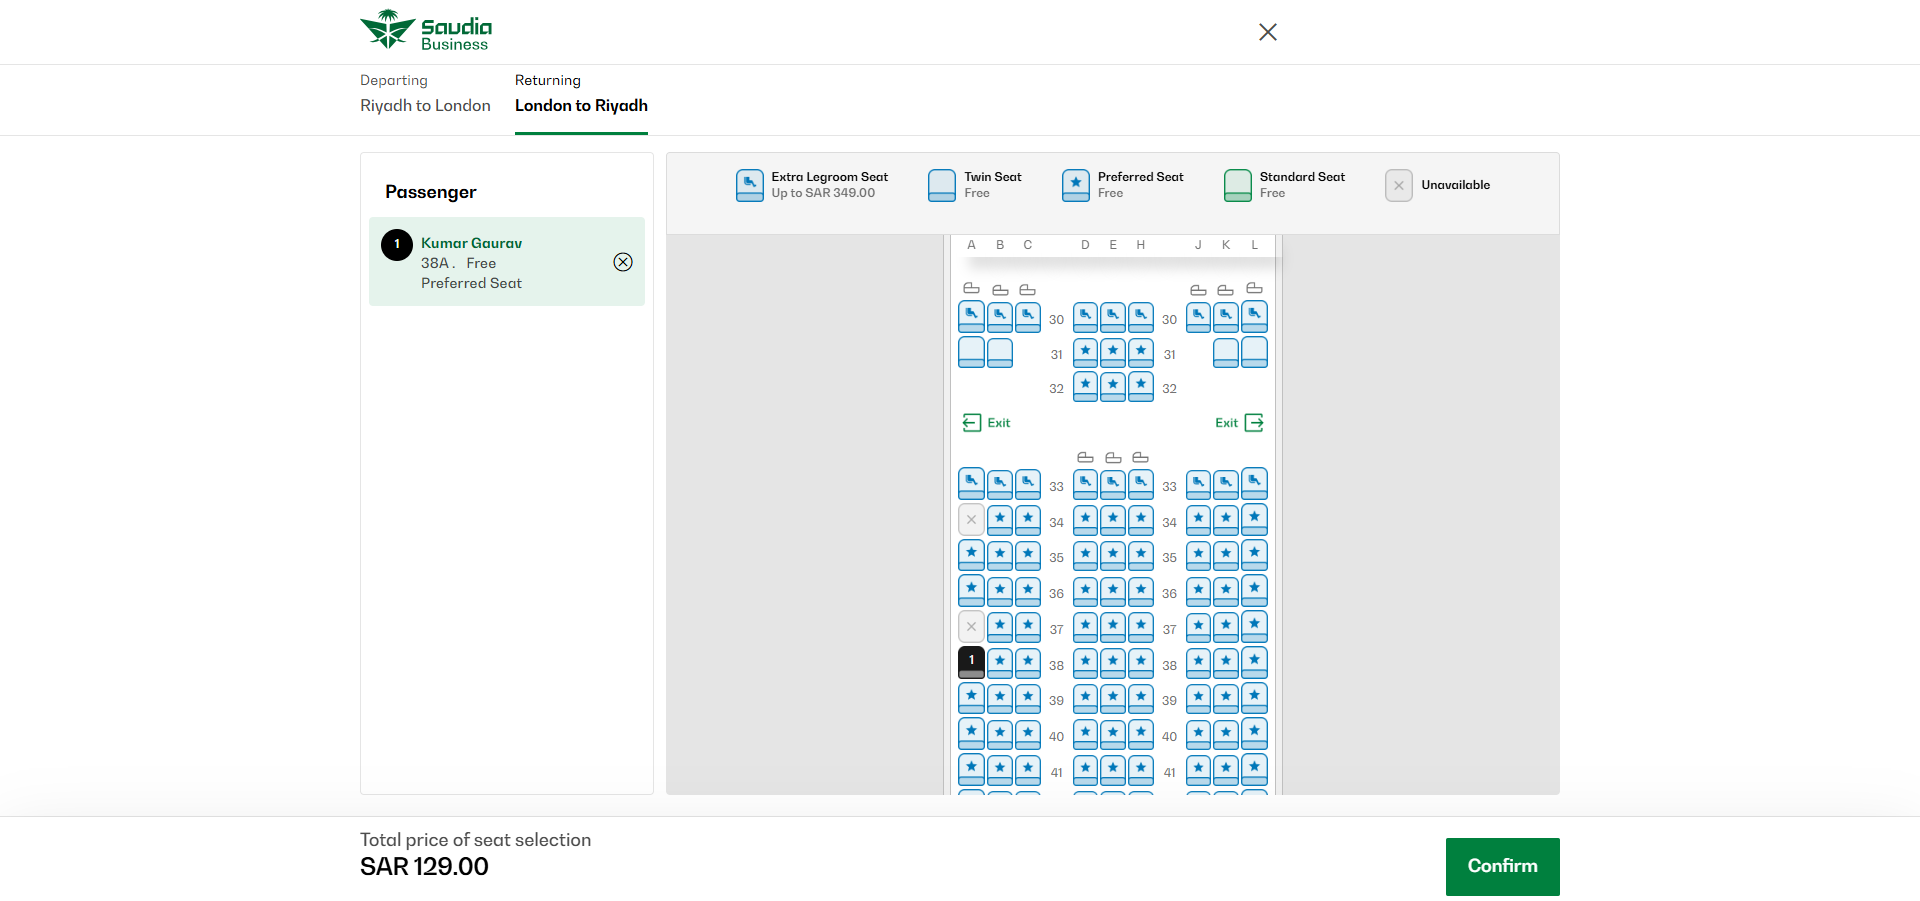 Saudia
Business
Departing
Riyadh to London
Returning
London to Riyadh
Passenger
1
Kumar Gaurav
38A. Free
Preferred Seat
Extra Legroom Seat
Up to SAR 349.00
Twin Seat
Free
Preferred Seat
Free
Standard Seat
Free
Unavailable
A B C D E H J K L
30 30
31 31
32 32
Exit Exit
33 33
34 34
35 35
36 36
37 37
1 38 38
39 39
40 40
41 41
Total price of seat selection
SAR 129.00
Confirm